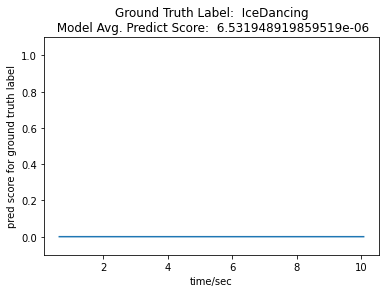 Ground Truth Label:  IceDancing
Model Avg. Predict Score:  6.531948919859519e-06
1.0
0.8
0.6
0.4
0.2
0.0
pred score for ground truth label
2
4
6
8
10
time/sec